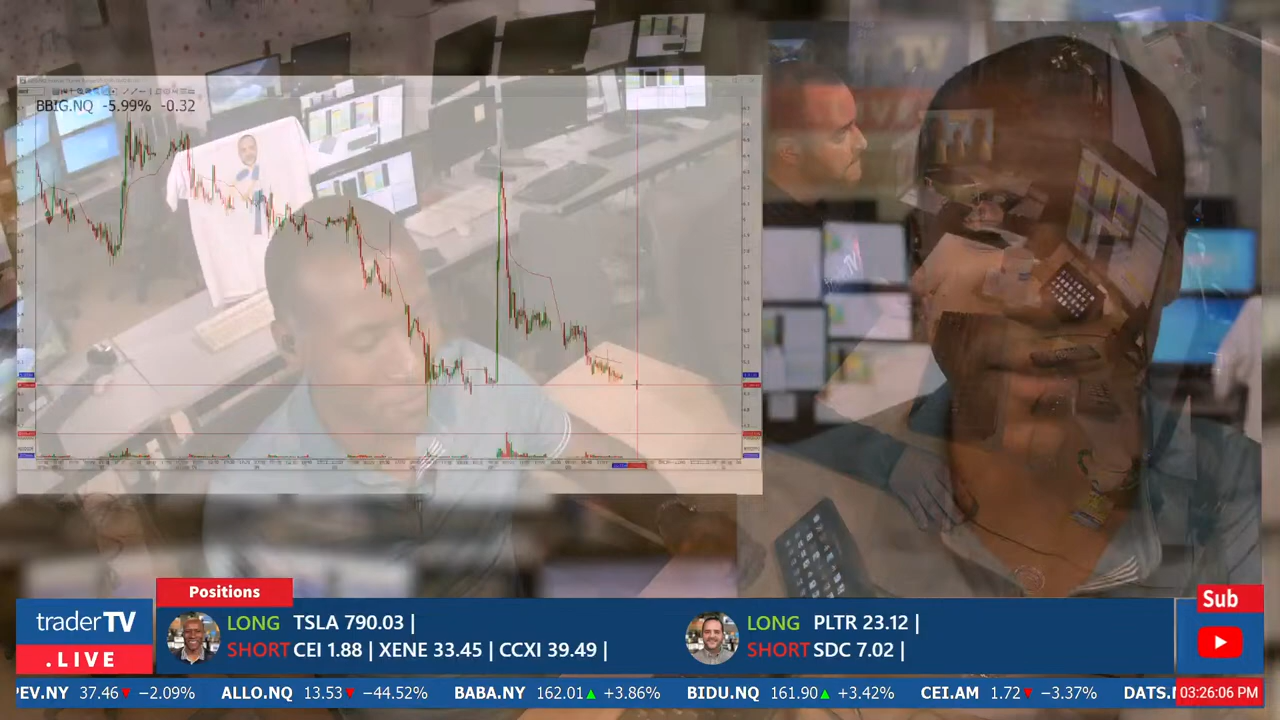 BBIG.NQ -5.99% -0.32
TV
Positions
Sub
traderTV
.LIVE
LONG TSLA 790.03 |
SHORT CEI 1.88 | XENE 33.45 | CCXI 39.49 |
LONG PLTR 23.12 |
SHORT SDC 7.02 |
PEV.NY 37.46 ▼ −2.09% ALLO.NQ 13.53 ▼ −44.52% BABA.NY 162.01 ▲ +3.86% BIDU.NQ 161.90 ▲ +3.42% CEI.AM 1.72 ▼ −3.37% DATS.
03:26:06 PM